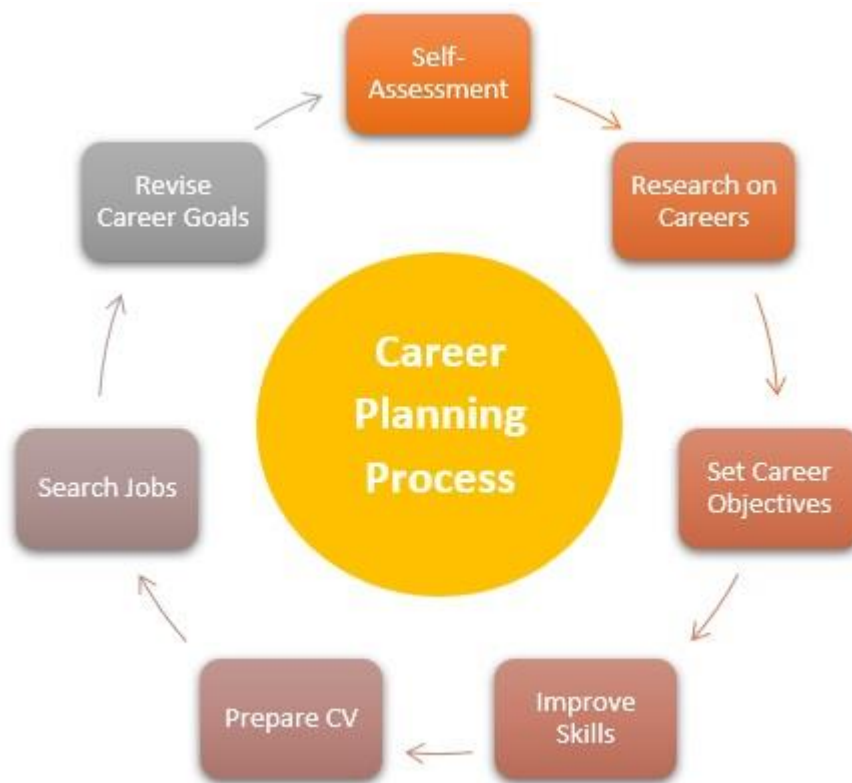 Self-
Assessment
Research on
Careers
Set Career
Objectives
Improve
Skills
Prepare CV
Search Jobs
Revise
Career Goals
Career
Planning
Process